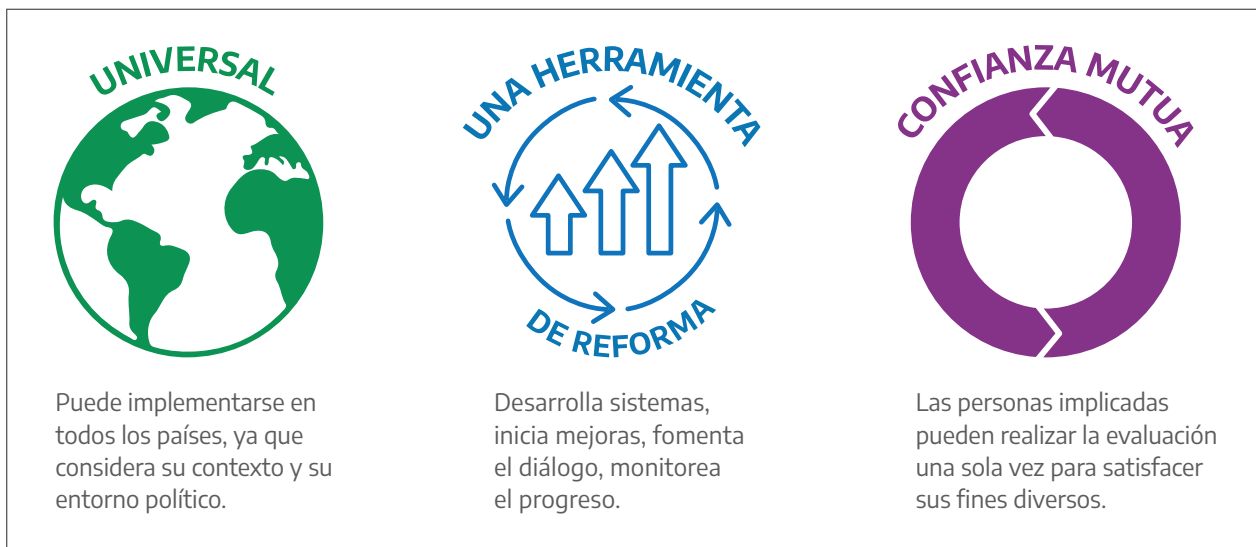 UNIVERSAL
Puede implementarse en
todos los países, ya que
considera su contexto y su
entorno político.
UNA HERRAMIENTA
DE REFORMA
Desarrolla sistemas,
inicia mejoras, fomenta
el diálogo, monitorea
el progreso.
CONFIANZA MUTUA
Las personas implicadas
pueden realizar la evaluación
una sola vez para satisfacer
sus fines diversos.